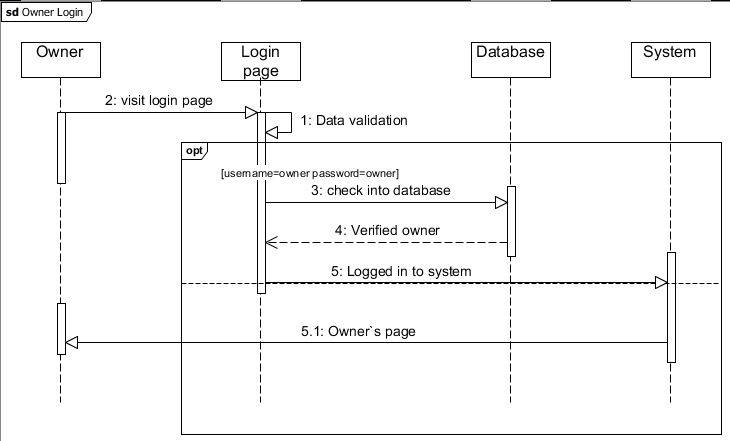 sd Owner Login
Owner
Login
page
Database
System
2: visit login page
1: Data validation
opt
[username=owner password=owner]
3: check into database
4: Verified owner
5: Logged in to system
5.1: Owner`s page